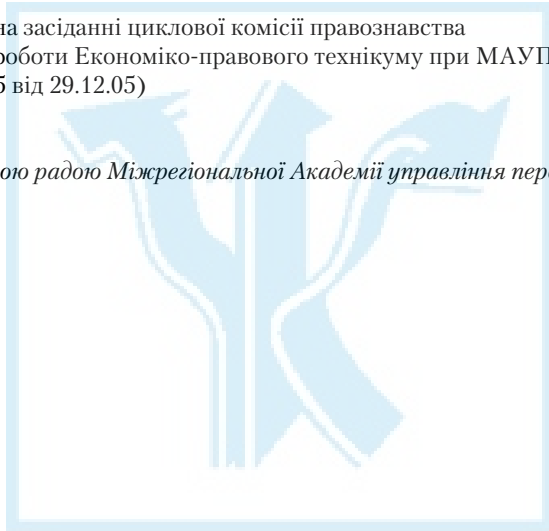 на засіданні циклової комісії правознавства
роботи Економіко-правового технікуму при МАУП
5 від 29.12.05)
ою радою Міжрегіональної Академії управління пер